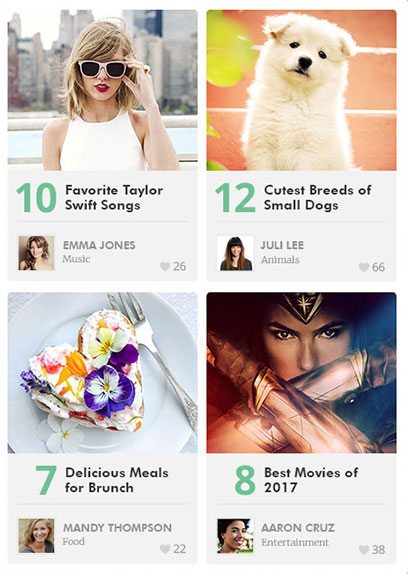 10 Favorite Taylor
Swift Songs
EMMA JONES
Music
26
12 Cutest Breeds of
Small Dogs
JULI LEE
Animals
66
7 Delicious Meals
for Brunch
MANDY THOMPSON
Food
22
8 Best Movies of
2017
AARON CRUZ
Entertainment
38